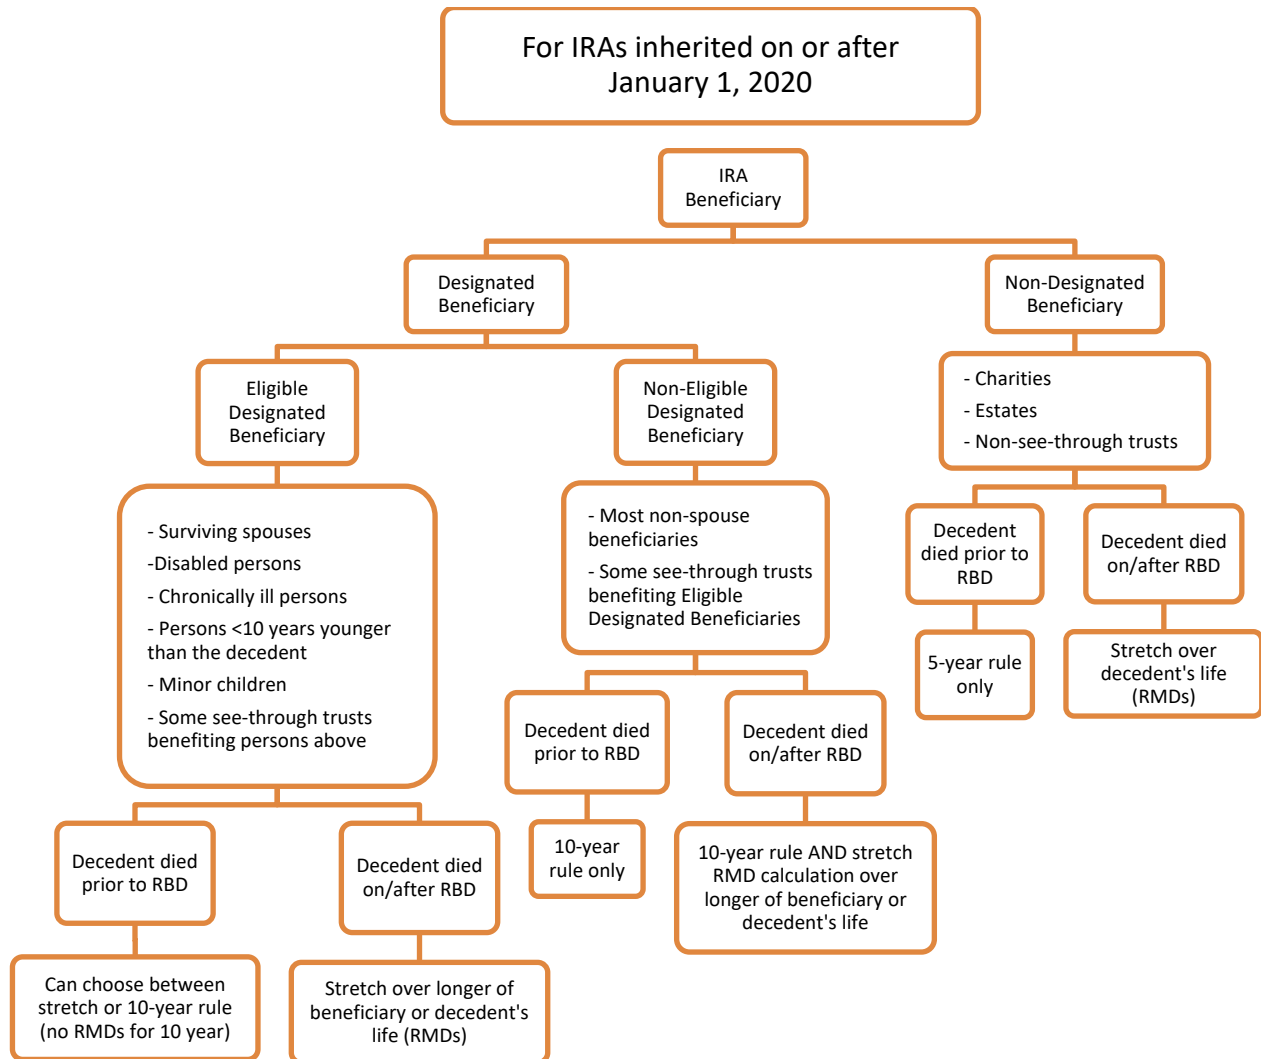 For IRAs inherited on or after
January 1, 2020
IRA
Beneficiary
Designated
Beneficiary
Non-Designated
Beneficiary
Eligible
Designated
Beneficiary
Non-Eligible
Designated
Beneficiary
- Charities
- Estates
- Non-see-through trusts
- Surviving spouses
-Disabled persons
- Chronically ill persons
- Persons <10 years younger
than the decedent
- Minor children
- Some see-through trusts
benefiting persons above
- Most non-spouse
beneficiaries
- Some see-through trusts
benefiting Eligible
Designated Beneficiaries
Decedent
died prior to
RBD
Decedent died
on/after RBD
5-year rule
only
Stretch over
decedent's life
(RMDs)
Decedent died
prior to RBD
Decedent died
on/after RBD
10-year
rule only
10-year rule AND stretch
RMD calculation over
longer of beneficiary or
decedent's life
Decedent died
prior to RBD
Decedent died
on/after RBD
Can choose between
stretch or 10-year rule
(no RMDs for 10 year)
Stretch over longer of
beneficiary or decedent's
life (RMDs)